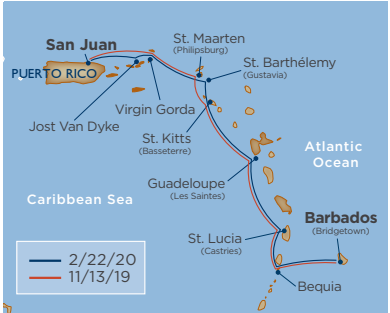 San Juan
St. Maarten
(Philipsburg)
St. Barthélemy
(Gustavia)
PUERTO RICO
Virgin Gorda
Jost Van Dyke
St. Kitts
(Basseterre)
Atlantic
Ocean
Guadeloupe
(Les Saintes)
Caribbean Sea
Barbados
(Bridgetown)
St. Lucia
(Castries)
2/22/20
11/13/19
Bequia